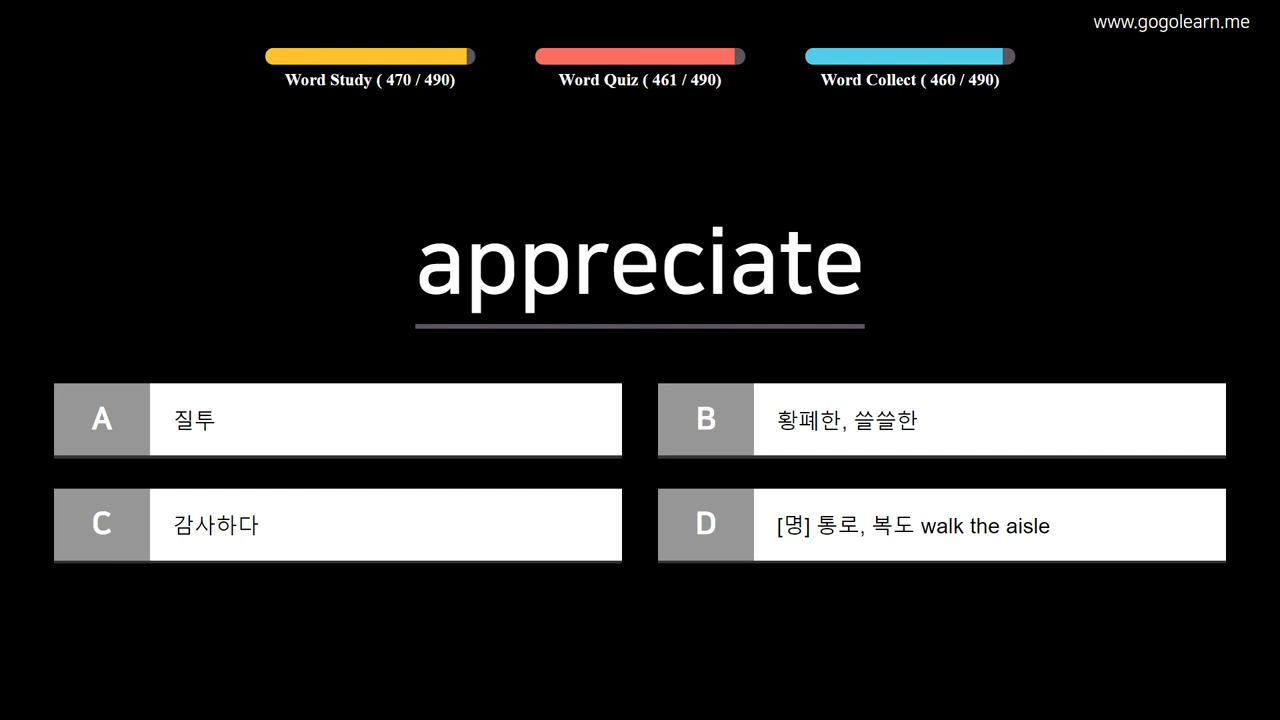 www.gogolearn.me
Word Study ( 470 / 490)
Word Quiz ( 461 / 490)
Word Collect ( 460 / 490)
appreciate
A 질투
B 황폐한, 쓸쓸한
C 감사하다
D [명] 통로, 복도 walk the aisle